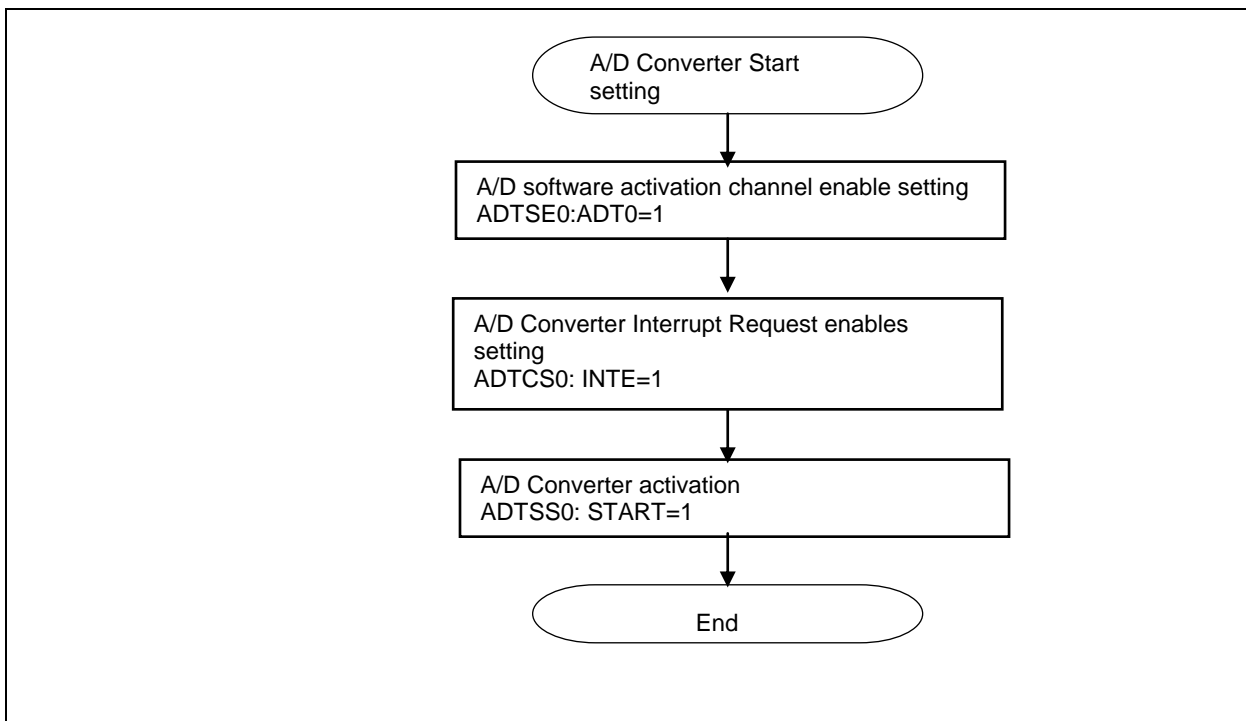 A/D Converter Start
setting
A/D software activation channel enable setting
ADTSE0:ADT0=1
A/D Converter Interrupt Request enables
setting
ADTCS0: INTE=1
A/D Converter activation
ADTSS0: START=1
End